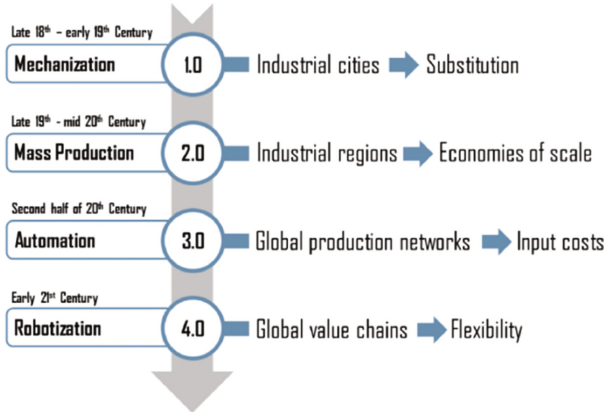 Late 18th – early 19th Century
Mechanization 1.0 Industrial cities Substitution
Late 19th - mid 20th Century
Mass Production 2.0 Industrial regions Economies of scale
Second half of 20th Century
Automation 3.0 Global production networks Input costs
Early 21st Century
Robotization 4.0 Global value chains Flexibility